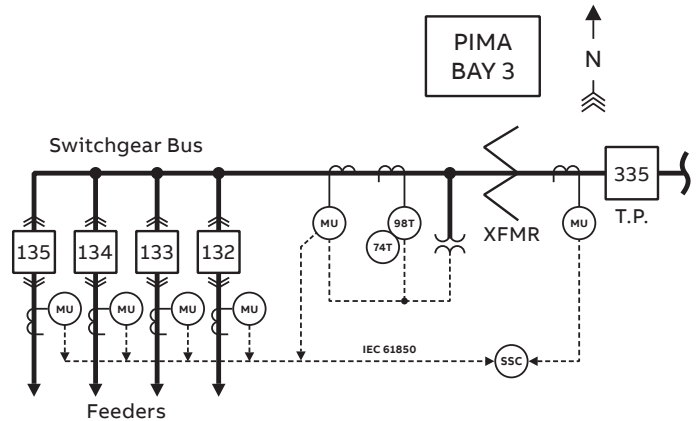 PIMA
BAY 3
N
Switchgear Bus
335
T.P.
XFMR
MU
98T
74T
MU
135
134
133
132
MU
MU
MU
MU
IEC 61850
SSC
Feeders